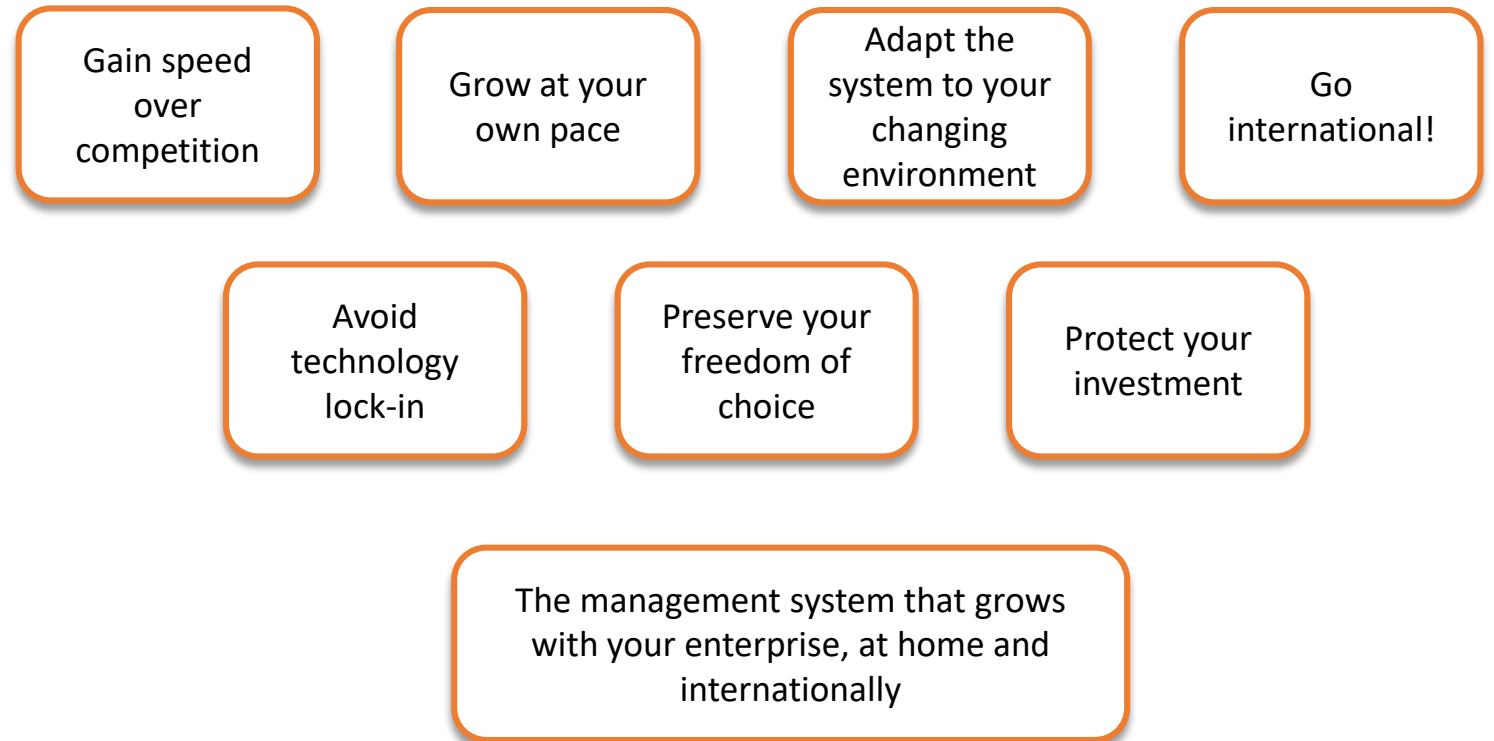 Gain speed
over
competition
Grow at your
own pace
Adapt the
system to your
changing
environment
Go
international!
Avoid
technology
lock-in
Preserve your
freedom of
choice
Protect your
investment
The management system that grows
with your enterprise, at home and
internationally